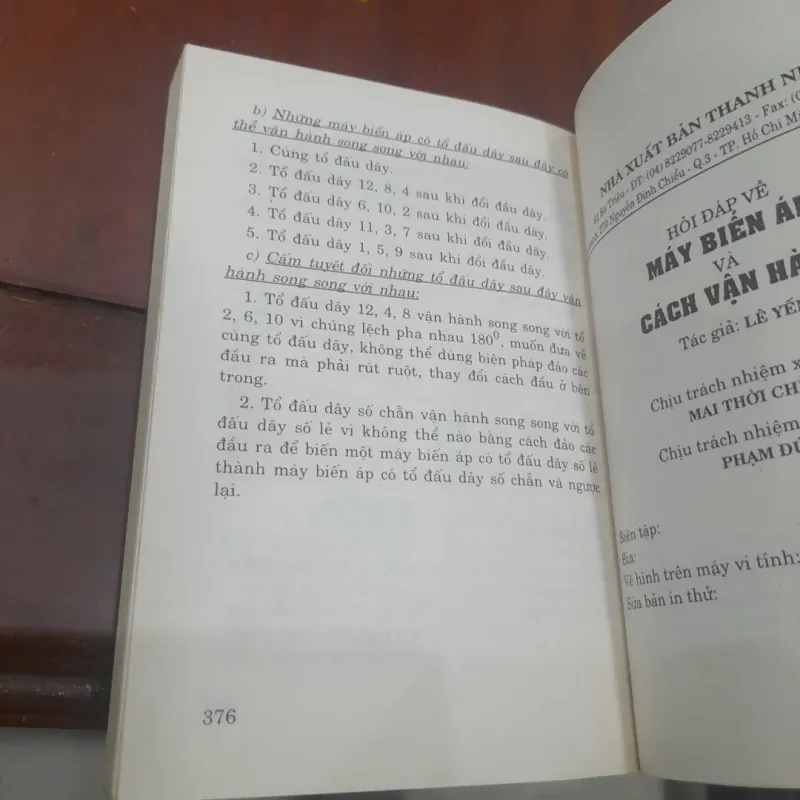 b) Những máy biến áp có tổ đấu dây sau đây có
thể vận hành song song với nhau:
1. Cùng tổ đấu dây.
2. Tổ đấu dây 12, 8, 4 sau khi đổi đầu dây.
3. Tổ đấu dây 6, 10, 2 sau khi đổi đầu dây.
4. Tổ đấu dây 11, 3, 7 sau khi đổi đầu dây.
5. Tổ đấu dây 1, 5, 9 sau khi đổi đầu dây.
c) Cấm tuyệt đối những tổ đấu dây sau đây vận
hành song song với nhau:
1. Tổ đấu dây 12, 4, 8 vận hành song song với tổ
2, 6, 10 vì chúng lệch pha nhau 180⁰, muốn đưa về
cùng tổ đấu dây, không thể dùng biện pháp đảo các
đầu ra mà phải rút ruột, thay đổi cách đấu ở bên
trong.
2. Tổ đấu dây số chẵn vận hành song song với tổ
đấu dây số lẻ vì không thể nào bằng cách đảo các
đầu ra để biến một máy biến áp có tổ đấu dây số lẻ
thành máy biến áp có tổ đấu dây số chẵn và ngược
lại.
376
NHÀ XUẤT BẢN THANH
62 Bà Triệu - ĐT: (04) 8229077-8229413 - Fax: (0
270 Nguyễn Đình Chiểu - Q.3 - TP. Hồ Chí Mi
HỎI ĐÁP VỀ
MÁY BIẾN
VÀ
CÁCH VẬN
Tác giả: LÊ
Chịu trách nhiệm x
MAI THỜI
Chịu trách nhiệm
PHẠM
Biên tập:
Bìa:
Vẽ hình trên máy vi tính:
Sửa bản in thử: